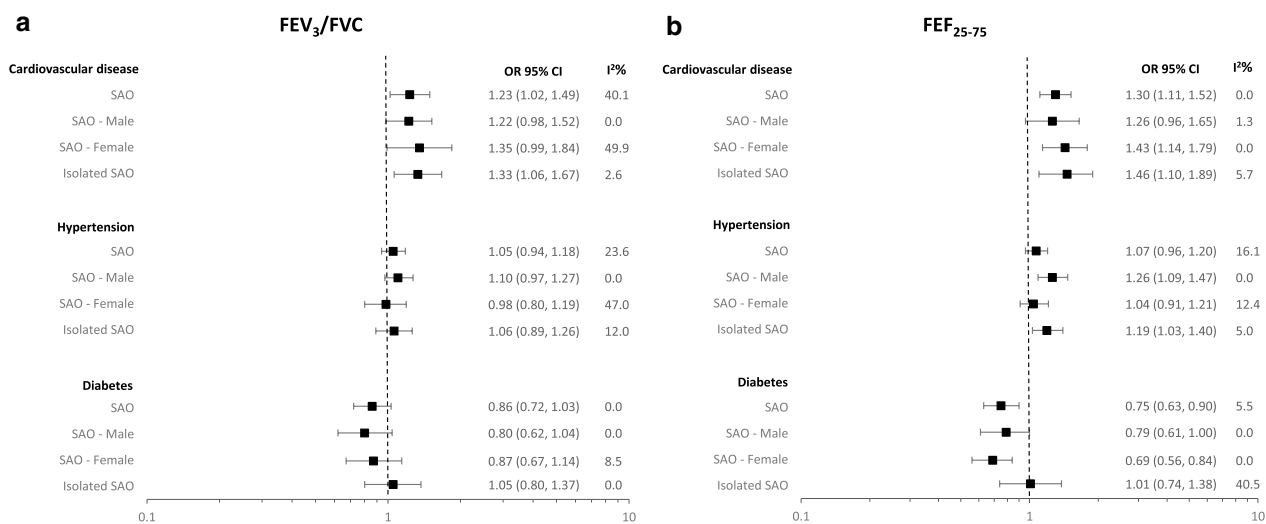 a
FEV3/FVC
Cardiovascular disease OR 95% CI I²%
SAO 1.23 (1.02, 1.49) 40.1
SAO - Male 1.22 (0.98, 1.52) 0.0
SAO - Female 1.35 (0.99, 1.84) 49.9
Isolated SAO 1.33 (1.06, 1.67) 2.6
Hypertension
SAO 1.05 (0.94, 1.18) 23.6
SAO - Male 1.10 (0.97, 1.27) 0.0
SAO - Female 0.98 (0.80, 1.19) 47.0
Isolated SAO 1.06 (0.89, 1.26) 12.0
Diabetes
SAO 0.86 (0.72, 1.03) 0.0
SAO - Male 0.80 (0.62, 1.04) 0.0
SAO - Female 0.87 (0.67, 1.14) 8.5
Isolated SAO 1.05 (0.80, 1.37) 0.0
0.1 1 10
b
FEF25-75
Cardiovascular disease OR 95% CI I²%
SAO 1.30 (1.11, 1.52) 0.0
SAO - Male 1.26 (0.96, 1.65) 1.3
SAO - Female 1.43 (1.14, 1.79) 0.0
Isolated SAO 1.46 (1.10, 1.89) 5.7
Hypertension
SAO 1.07 (0.96, 1.20) 16.1
SAO - Male 1.26 (1.09, 1.47) 0.0
SAO - Female 1.04 (0.91, 1.21) 12.4
Isolated SAO 1.19 (1.03, 1.40) 5.0
Diabetes
SAO 0.75 (0.63, 0.90) 5.5
SAO - Male 0.79 (0.61, 1.00) 0.0
SAO - Female 0.69 (0.56, 0.84) 0.0
Isolated SAO 1.01 (0.74, 1.38) 40.5
0.1 1 10